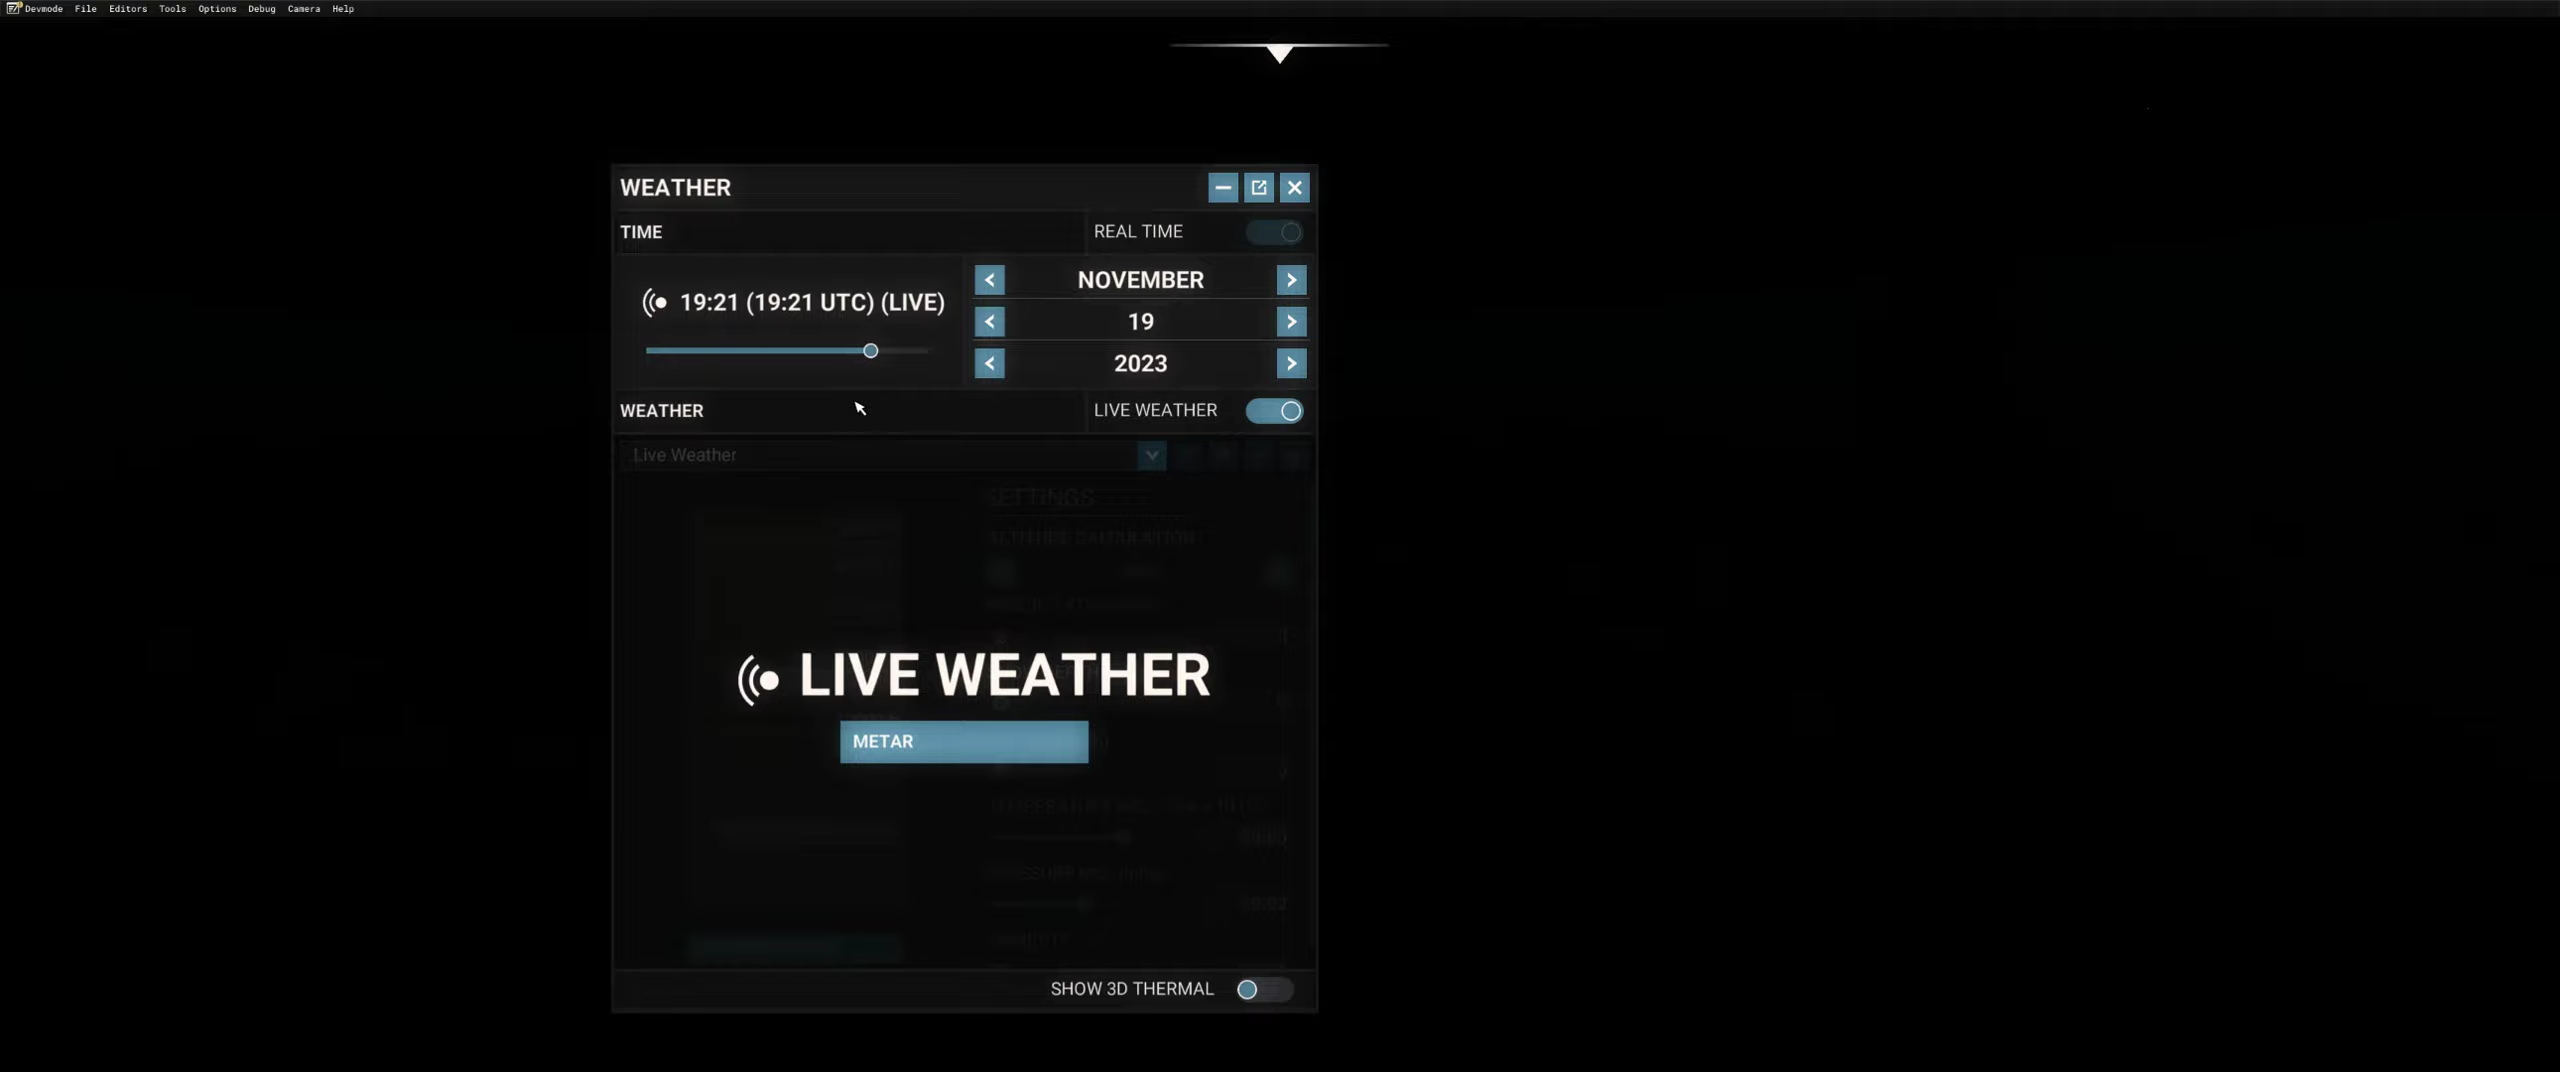 Devmode File Editors Tools Options Debug Camera Help
WEATHER
TIME
REAL TIME
19:21 (19:21 UTC) (LIVE)
NOVEMBER
19
2023
WEATHER
LIVE WEATHER
Live Weather
SETTINGS
LIVE WEATHER
METAR
SHOW 3D THERMAL